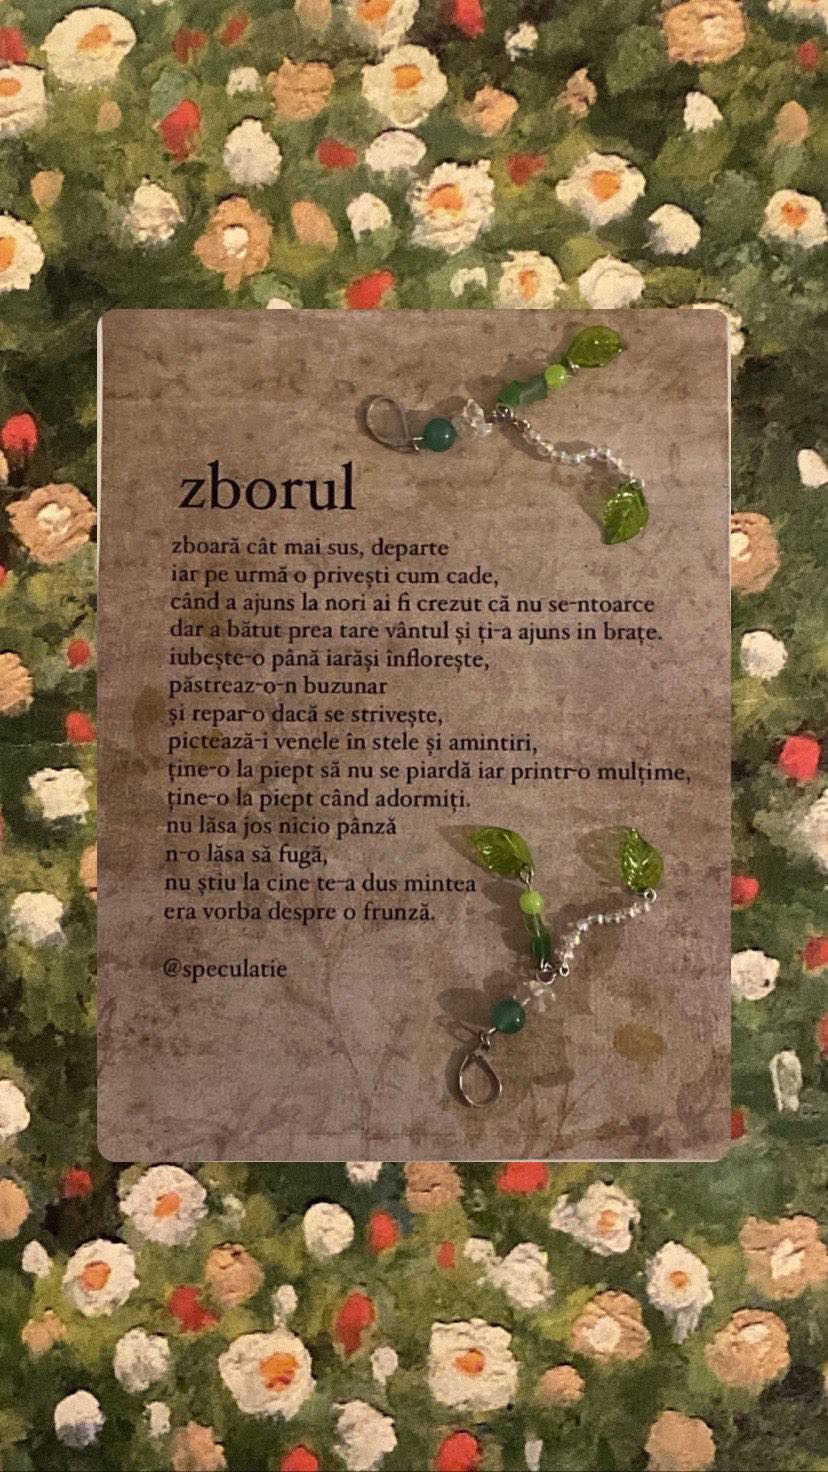 zborul
zboară cât mai sus, departe
iar pe urmă o privești cum cade,
când a ajuns la nori ai fi crezut că nu se-ntoarce
dar a bătut prea tare vântul și ți-a ajuns in brațe.
iubește-o până iarăși înflorește,
păstreaz-o-n buzunar
și repar-o dacă se strivește,
pictează-i venele în stele și amintiri,
ține-o la piept să nu se piardă iar printr-o mulțime,
ține-o la piept când adormiți.
nu lăsa jos nicio pânză
n-o lăsa să fugă,
nu știu la cine te-a dus mintea
era vorba despre o frunză.
@speculatie